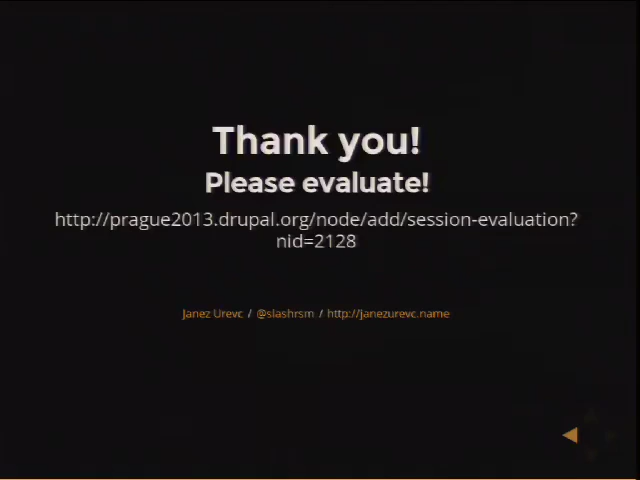 Thank you!
Please evaluate!
http://prague2013.drupal.org/node/add/session-evaluation?
nid=2128
Janez Urevc / @slashrsm / http://janezurevc.name